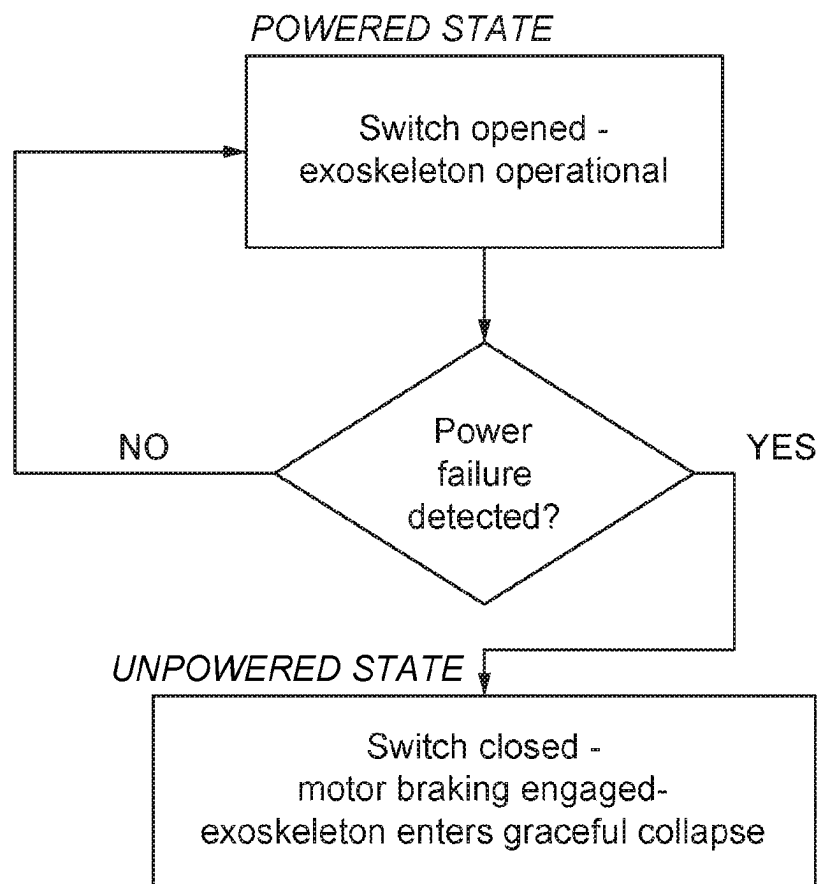 POWERED STATE
Switch opened -
exoskeleton operational
Power
failure
detected?
NO
YES
UNPOWERED STATE
Switch closed -
motor braking engaged-
exoskeleton enters graceful collapse